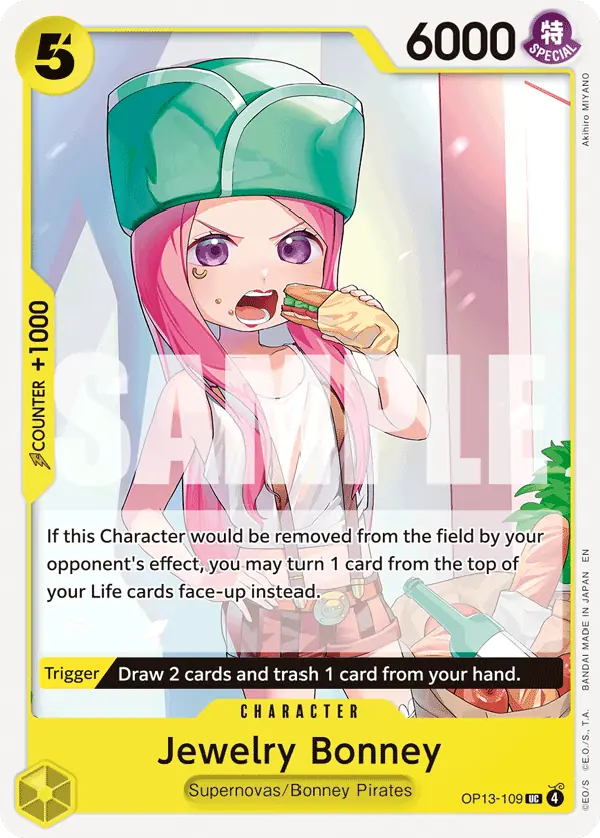 5
6000
特
SPECIAL
Akihiro MIYANO
COUNTER +1000
SAMPLE
If this Character would be removed from the field by your
opponent's effect, you may turn 1 card from the top of
your Life cards face-up instead.
Trigger Draw 2 cards and trash 1 card from your hand.
CHARACTER
Jewelry Bonney
Supernovas/Bonney Pirates
OP13-109 UC 4
©EO/S ©E.O./S., T.A. BANDAI MADE IN JAPAN EN